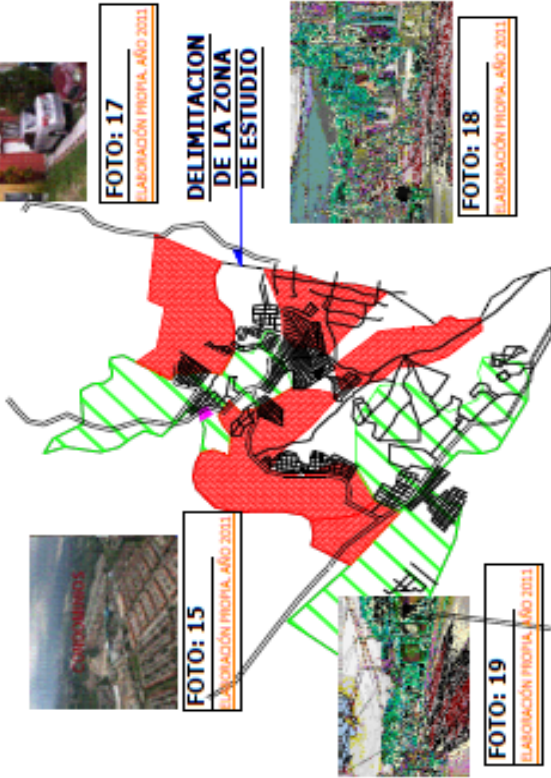 FOTO: 17
ELABORACIÓN PROPIA. AÑO 2011
DELIMITACION
DE LA ZONA
DE ESTUDIO
FOTO: 18
ELABORACIÓN PROPIA. AÑO 2011
FOTO: 15
ELABORACIÓN PROPIA. AÑO 2011
FOTO: 19
ELABORACIÓN PROPIA. AÑO 2011